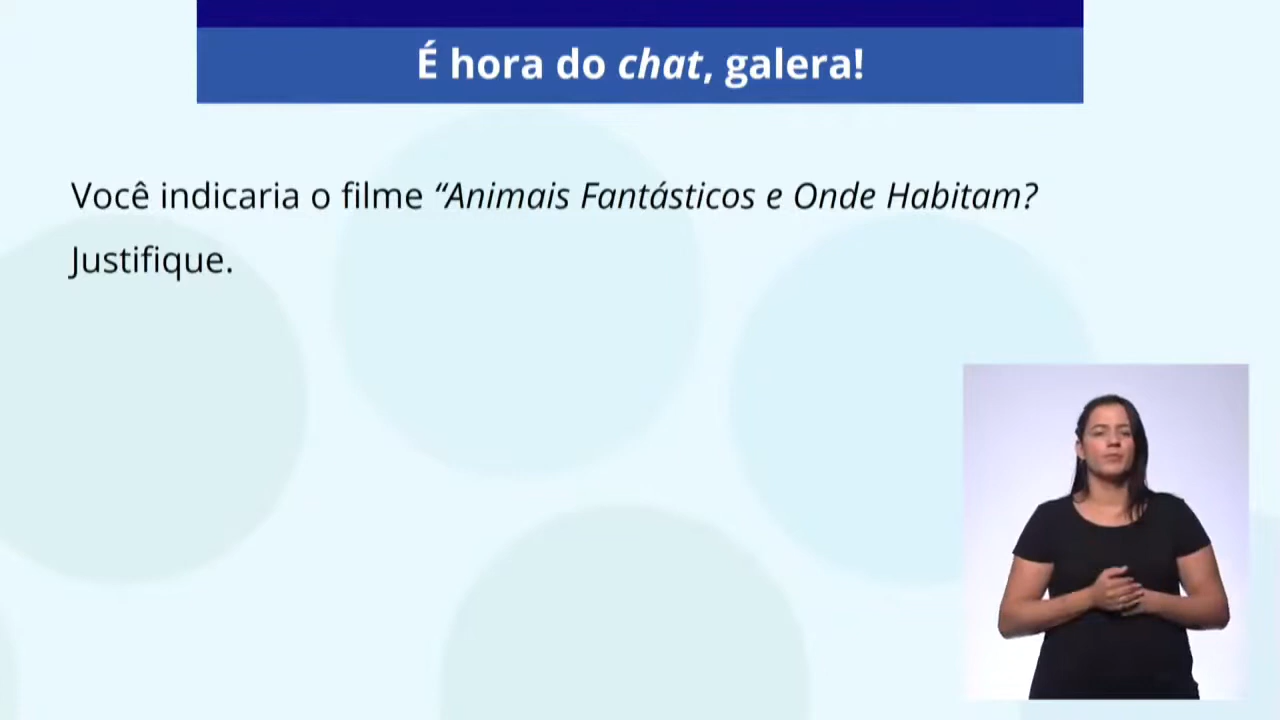 É hora do chat, galera!
Você indicaria o filme “Animais Fantásticos e Onde Habitam?
Justifique.